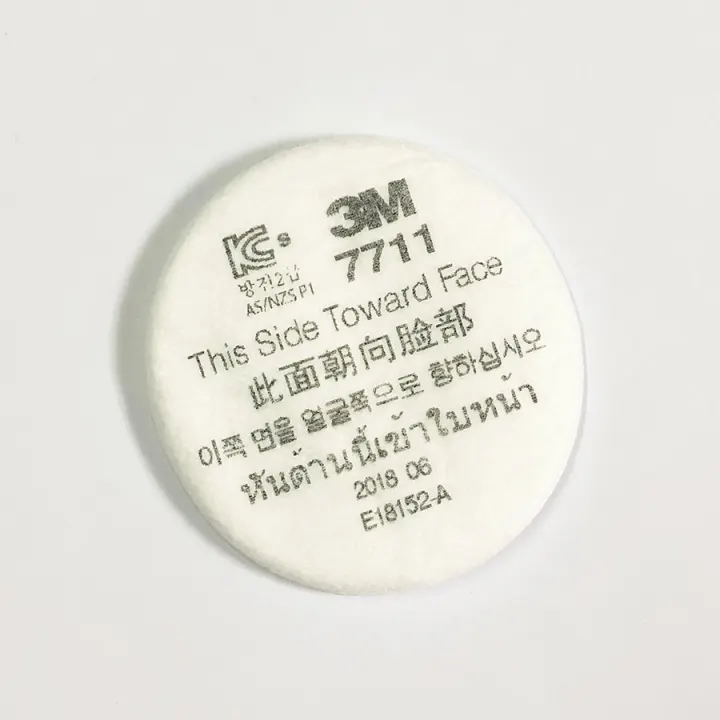 3M
7711
KCs
방진2급
AS/NZS P1
This Side Toward Face
此面朝向脸部
이쪽 면을 얼굴쪽으로 향하십시오
หันด้านนี้เข้าใบหน้า
2018 06
E18152-A